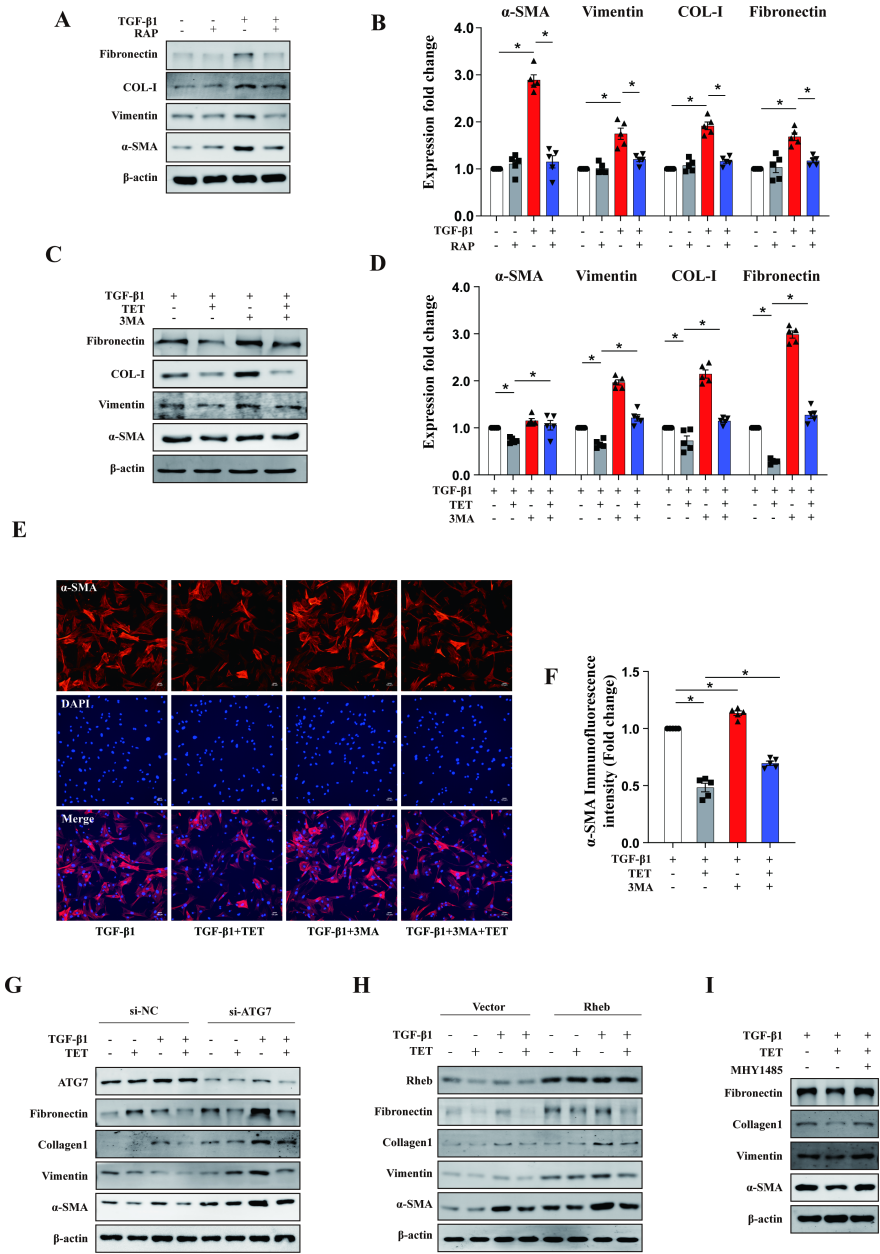 A
TGF-β1 - - + +
RAP - + - +
Fibronectin
COL-I
Vimentin
α-SMA
β-actin
B
α-SMA Vimentin COL-I Fibronectin
Expression fold change
4.0
3.0
2.0
1.0
0.0
* * * * * * * *
TGF-β1 - - + + - - + + - - + + - - + +
RAP - + - + - + - + - + - + - + - +
C
TGF-β1 + + + +
TET - + - +
3MA - - + +
Fibronectin
COL-I
Vimentin
α-SMA
β-actin
D
α-SMA Vimentin COL-I Fibronectin
Expression fold change
4.0
3.0
2.0
1.0
0.0
* * * * * * * *
TGF-β1 + + + + + + + + + + + + + + + +
TET - + - + - + - + - + - + - + - +
3MA - - + + - - + + - - + + - - + +
E
α-SMA
DAPI
Merge
TGF-β1 TGF-β1+TET TGF-β1+3MA TGF-β1+3MA+TET
F
α-SMA Immunofluorescence
intensity (Fold change)
1.5
1.0
0.5
0.0
* * *
TGF-β1 + + + +
TET - + - +
3MA - - + +
G
si-NC si-ATG7
TGF-β1 - - + + - - + +
TET - + - + - + - +
ATG7
Fibronectin
Collagen1
Vimentin
α-SMA
β-actin
H
Vector Rheb
TGF-β1 - - + + - - + +
TET - + - + - + - +
Rheb
Fibronectin
Collagen1
Vimentin
α-SMA
β-actin
I
TGF-β1 + + +
TET - + +
MHY1485 - - +
Fibronectin
Collagen1
Vimentin
α-SMA
β-actin